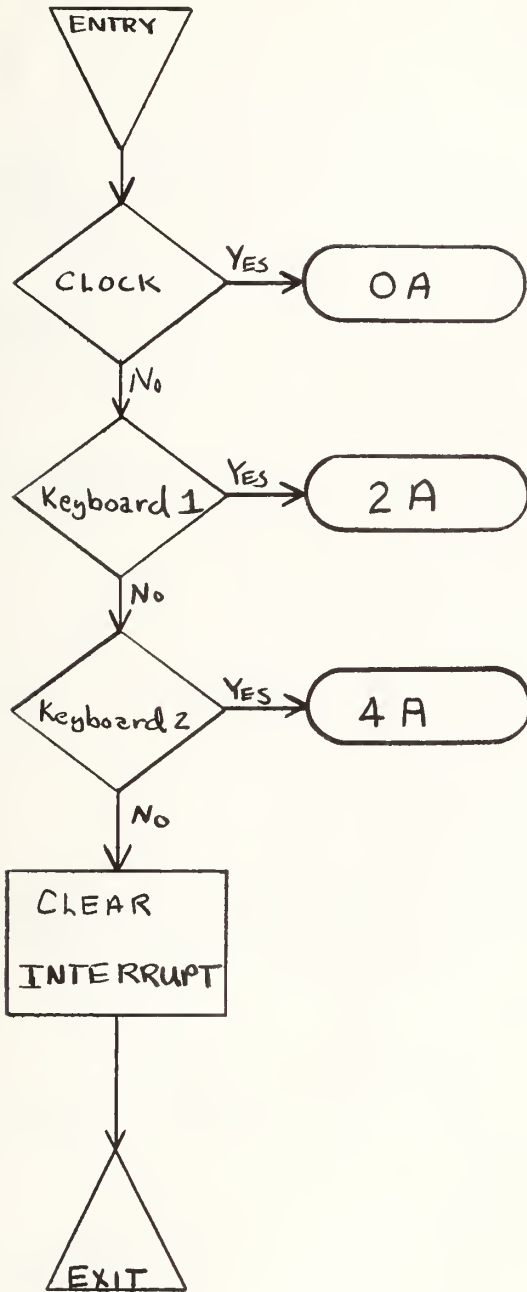 ENTRY
CLOCK
YES
0A
No
Keyboard 1
YES
2A
No
Keyboard 2
YES
4A
No
CLEAR
INTERRUPT
EXIT